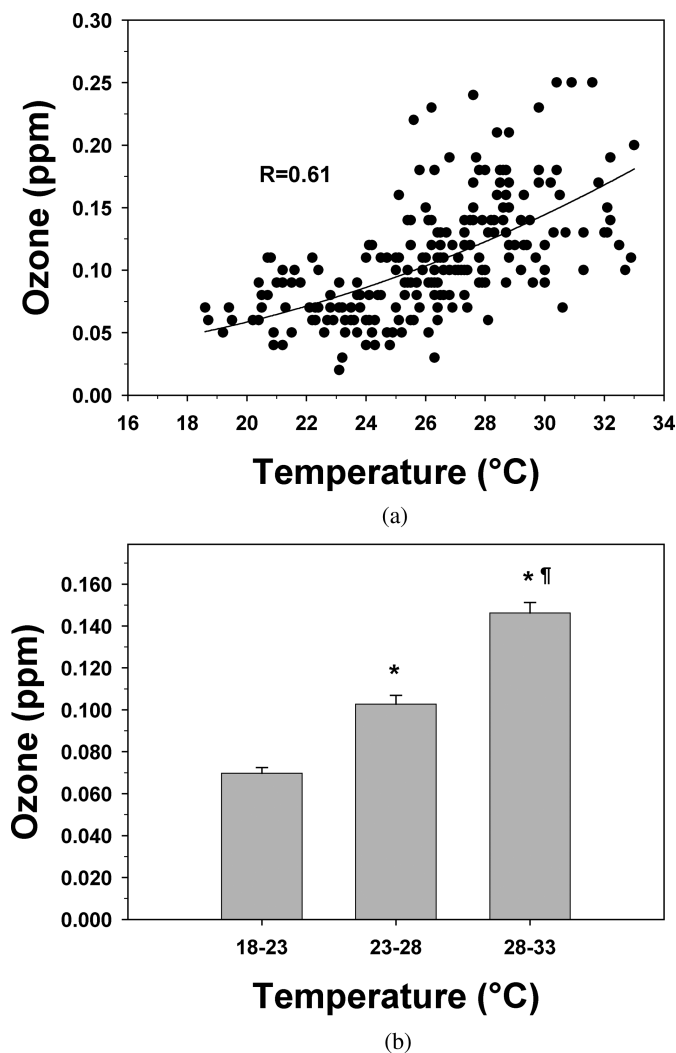 0.30
0.25
0.20
0.15
0.10
0.05
0.00
Ozone (ppm)
R=0.61
16 18 20 22 24 26 28 30 32 34
Temperature (°C)
(a)
0.160
0.140
0.120
0.100
0.080
0.060
0.040
0.020
0.000
Ozone (ppm)
*
* ¶
18-23 23-28 28-33
Temperature (°C)
(b)